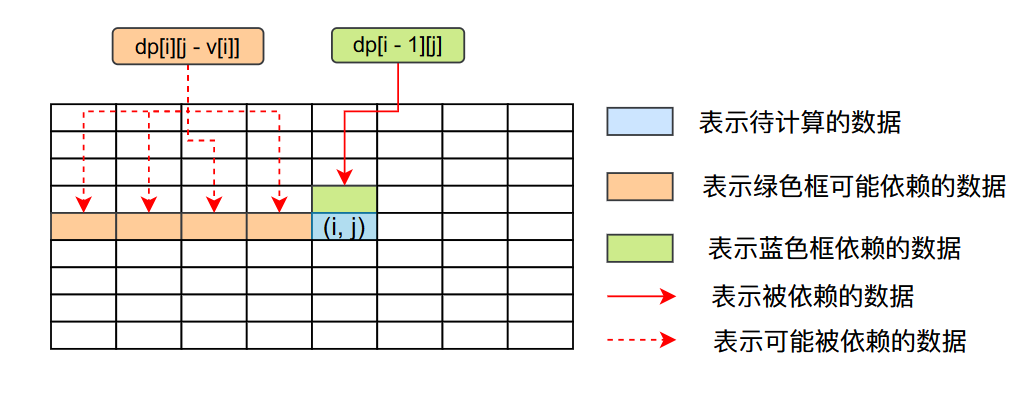 dp[i][j - v[i]]
dp[i - 1][j]
(i, j)
表示待计算的数据
表示绿色框可能依赖的数据
表示蓝色框依赖的数据
表示被依赖的数据
表示可能被依赖的数据